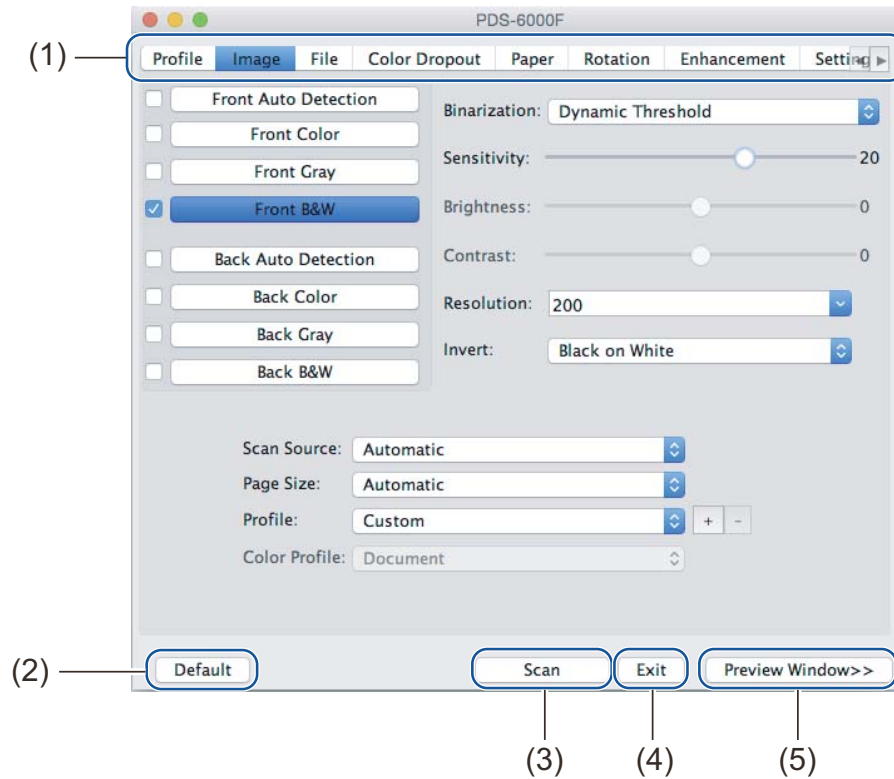 PDS-6000F
(1)
Profile Image File Color Dropout Paper Rotation Enhancement Setting
Front Auto Detection
Front Color
Front Gray
Front B&W
Back Auto Detection
Back Color
Back Gray
Back B&W
Binarization: Dynamic Threshold
Sensitivity: 20
Brightness: 0
Contrast: 0
Resolution: 200
Invert: Black on White
Scan Source: Automatic
Page Size: Automatic
Profile: Custom + -
Color Profile: Document
(2) Default Scan Exit Preview Window>>
(3) (4) (5)